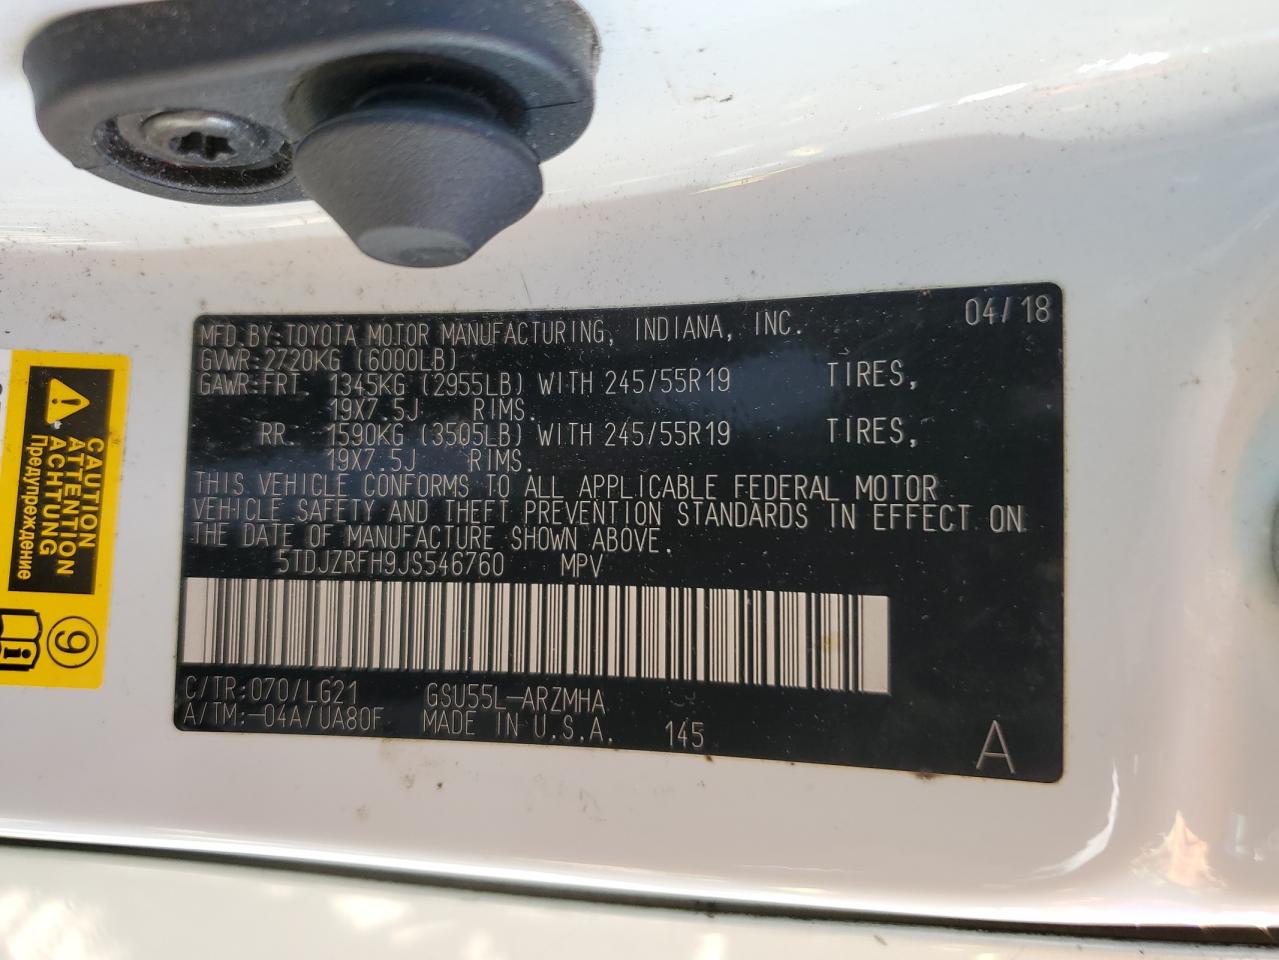 04/18
MFD.BY:TOYOTA MOTOR MANUFACTURING, INDIANA, INC.
GVWR:2720KG (6000LB)
GAWR:FRT. 1345KG (2955LB) WITH 245/55R19 TIRES,
19X7.5J RIMS.
RR. 1590KG (3505LB) WITH 245/55R19 TIRES,
19X7.5J RIMS.
THIS VEHICLE CONFORMS TO ALL APPLICABLE FEDERAL MOTOR
VEHICLE SAFETY AND THEFT PREVENTION STANDARDS IN EFFECT ON
THE DATE OF MANUFACTURE SHOWN ABOVE.
5TDJZRFH9JS546760 MPV
C/TR:070/LG21 GSU55L-ARZMHA
A/TM:-04A/UA80F MADE IN U.S.A. 145
A
CAUTION
ATTENTION
ACHTUNG
Предупреждение
9
i